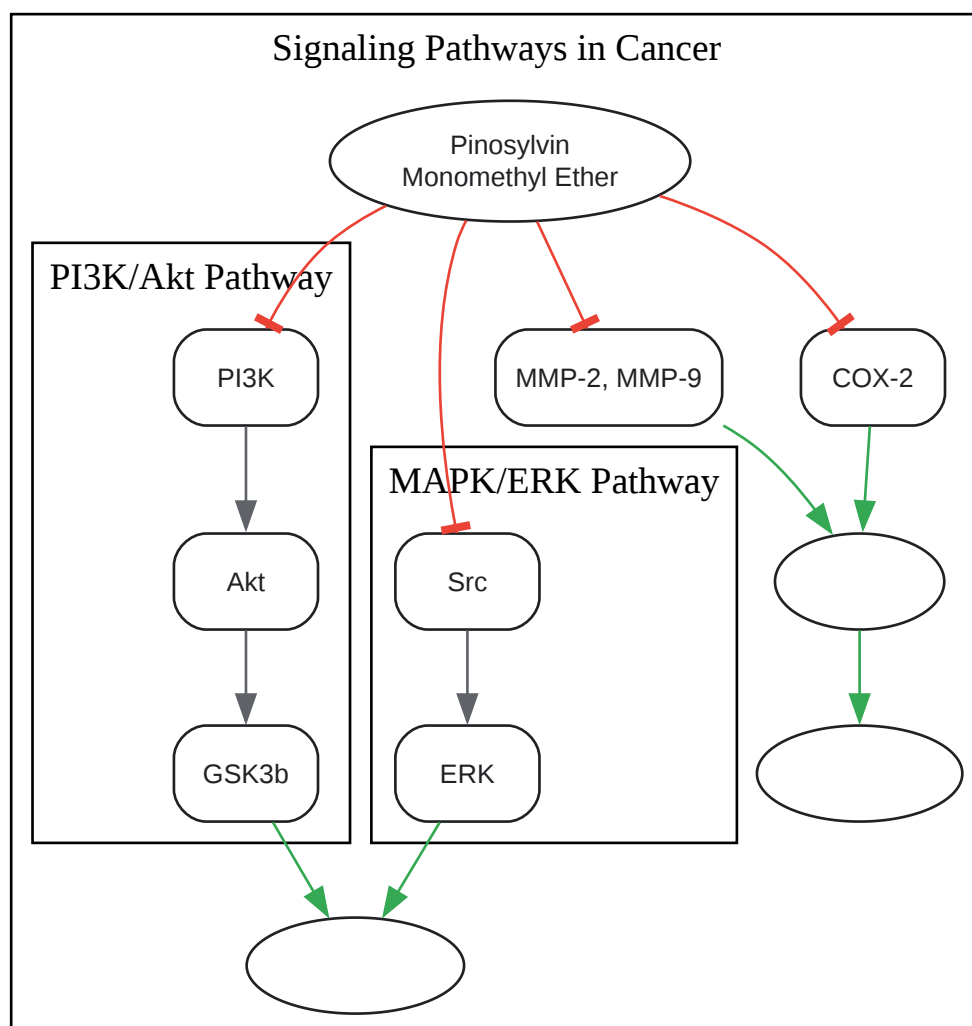 Signaling Pathways in Cancer
Pinosylvin
Monomethyl Ether
PI3K/Akt Pathway
PI3K
MMP-2, MMP-9
COX-2
MAPK/ERK Pathway
Akt
Src
GSK3b
ERK